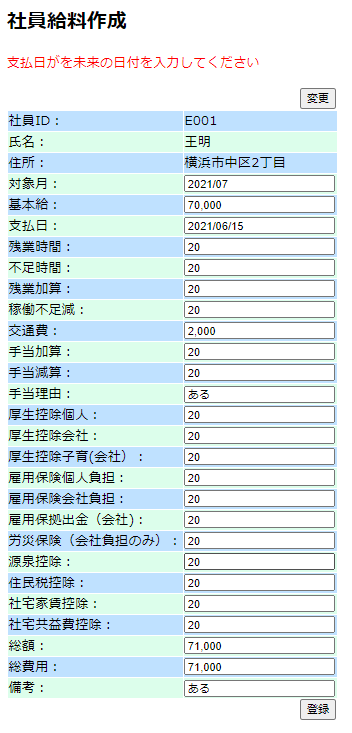 社員給料作成
支払日がを未来の日付を入力してください
変更
社員ID： E001
氏名： 王明
住所： 横浜市中区2丁目
対象月： 2021/07
基本給： 70,000
支払日： 2021/06/15
残業時間： 20
不足時間： 20
残業加算： 20
稼働不足減： 20
交通費： 2,000
手当加算： 20
手当減算： 20
手当理由： ある
厚生控除個人： 20
厚生控除会社： 20
厚生控除子育(会社）： 20
雇用保険個人負担： 20
雇用保険会社負担： 20
雇用保拠出金（会社)： 20
労災保険（会社負担のみ）： 20
源泉控除： 20
住民税控除： 20
社宅家賃控除： 20
社宅共益費控除： 20
総額： 71,000
総費用： 71,000
備考： ある
登録